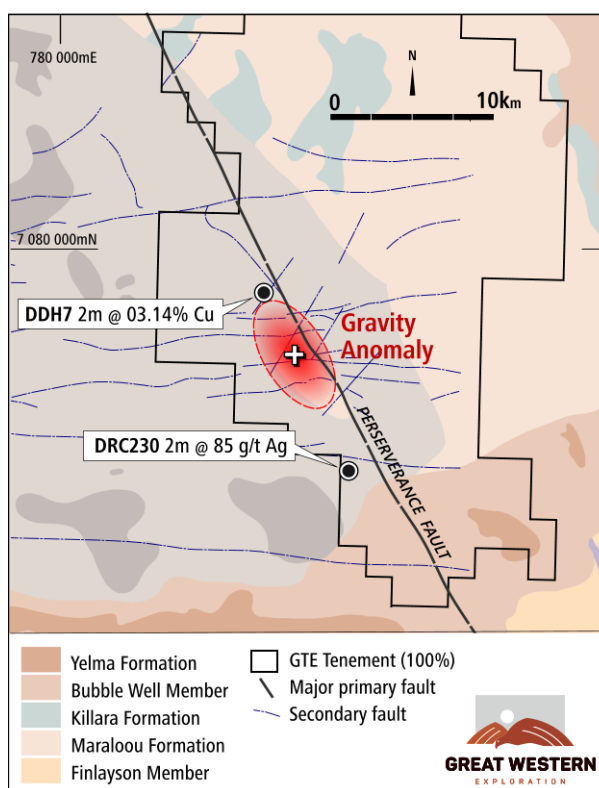 780 000mE
N
0 10km
7 080 000mN
DDH7 2m @ 03.14% Cu
Gravity
Anomaly
DRC230 2m @ 85 g/t Ag
PERSERVERANCE FAULT
Yelma Formation
Bubble Well Member
Killara Formation
Maraloou Formation
Finlayson Member
GTE Tenement (100%)
Major primary fault
Secondary fault
GREAT WESTERN
EXPLORATION